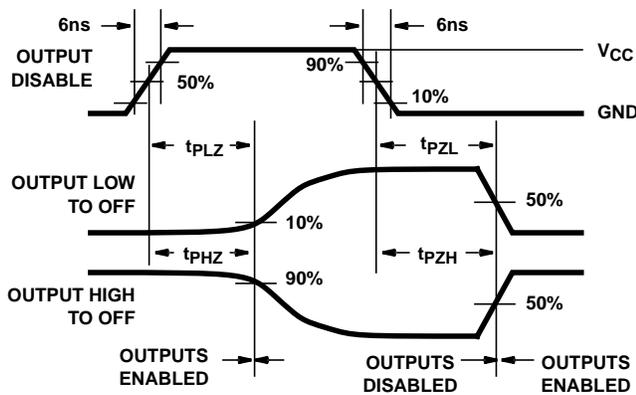 6ns
6ns
OUTPUT
DISABLE
50%
90%
10%
VCC
GND
tPLZ
tPZL
OUTPUT LOW
TO OFF
10%
50%
tPHZ
tPZH
OUTPUT HIGH
TO OFF
90%
50%
OUTPUTS
ENABLED
OUTPUTS
DISABLED
OUTPUTS
ENABLED